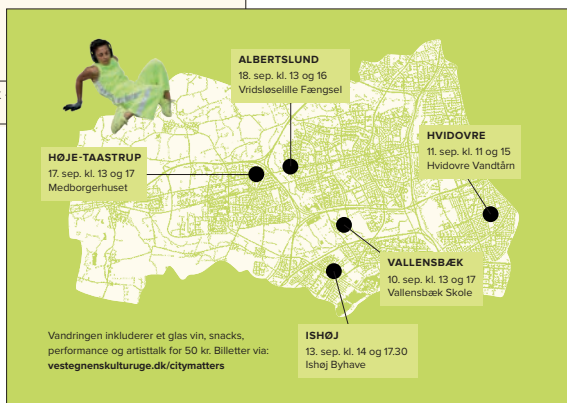 ALBERTSLUND
18. sep. kl. 13 og 16
Vridsløselille Fængsel
HVIDOVRE
11. sep. kl. 11 og 15
Hvidovre Vandtårn
HØJE-TAASTRUP
17. sep. kl. 13 og 17
Medborgerhuset
VALLENSBÆK
10. sep. kl. 13 og 17
Vallensbæk Skole
ISHØJ
13. sep. kl. 14 og 17.30
Ishøj Byhave
Vandringen inkluderer et glas vin, snacks,
performance og artisttalk for 50 kr. Billetter via:
vestegnenskulturuge.dk/citymatters